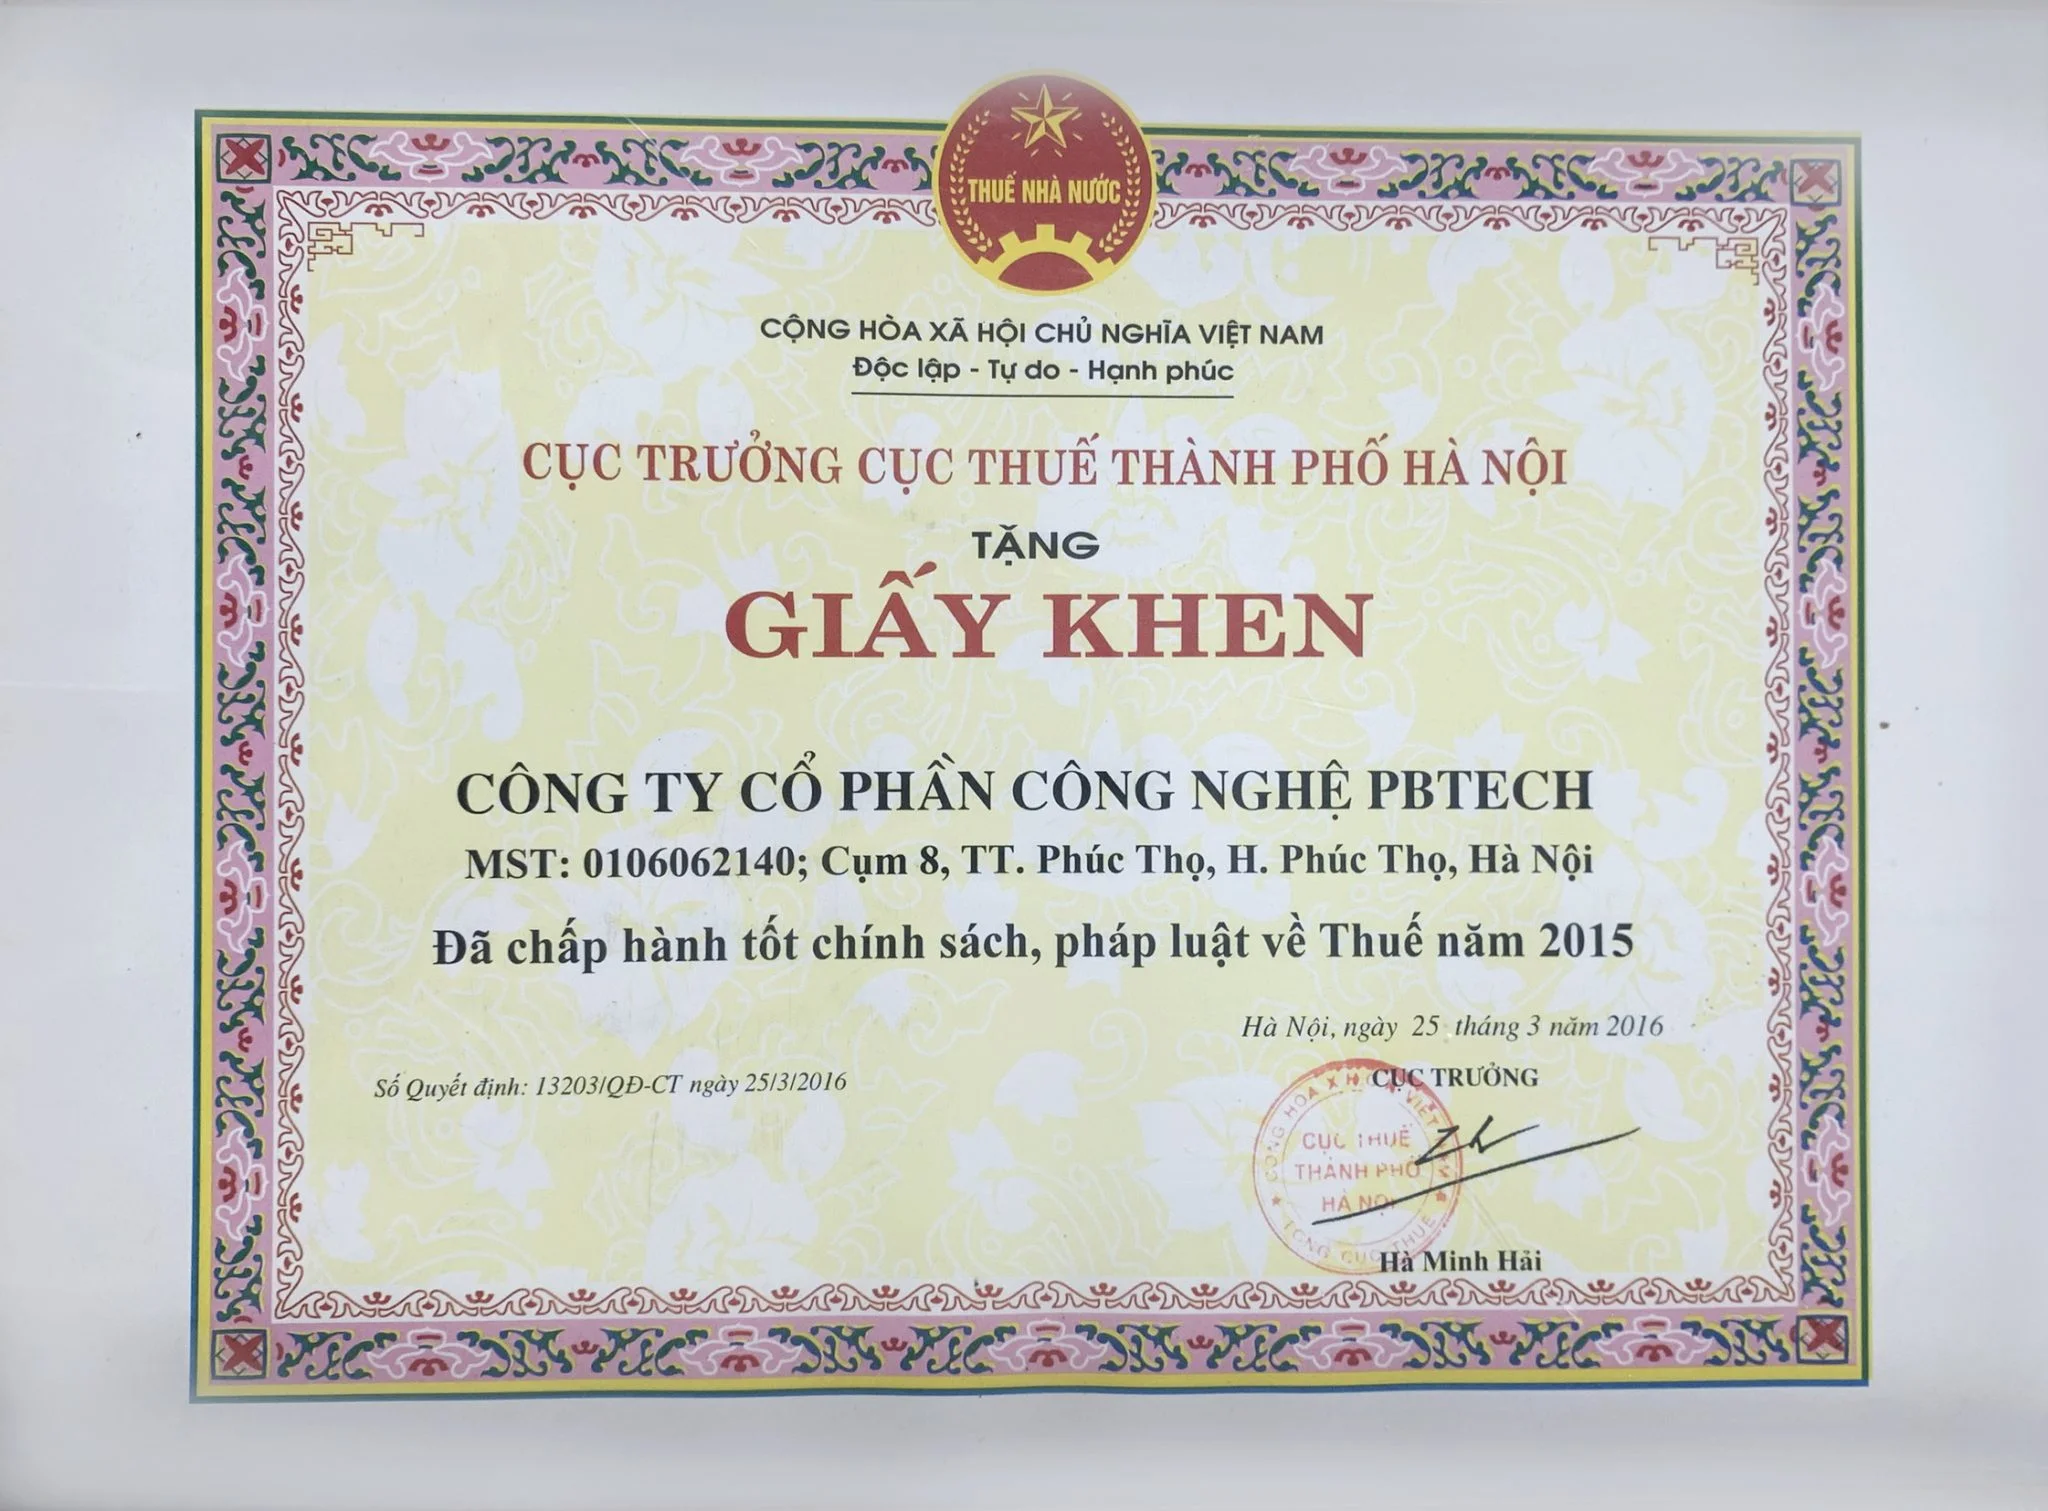 THUẾ NHÀ NƯỚC
CỘNG HÒA XÃ HỘI CHỦ NGHĨA VIỆT NAM
Độc lập - Tự do - Hạnh phúc
CỤC TRƯỞNG CỤC THUẾ THÀNH PHỐ HÀ NỘI
TẶNG
GIẤY KHEN
CÔNG TY CỔ PHẦN CÔNG NGHỆ PBTECH
MST: 0106062140; Cụm 8, TT. Phúc Thọ, H. Phúc Thọ, Hà Nội
Đã chấp hành tốt chính sách, pháp luật về Thuế năm 2015
Hà Nội, ngày 25 tháng 3 năm 2016
Số Quyết định: 13203/QĐ-CT ngày 25/3/2016
CỤC TRƯỞNG
CỤC THUẾ
THÀNH PHỐ
HÀ NỘI
TỔNG CỤC THUẾ
Hà Minh Hải